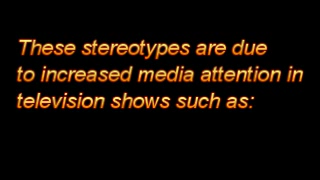 These stereotypes are due
to increased media attention in
television shows such as: